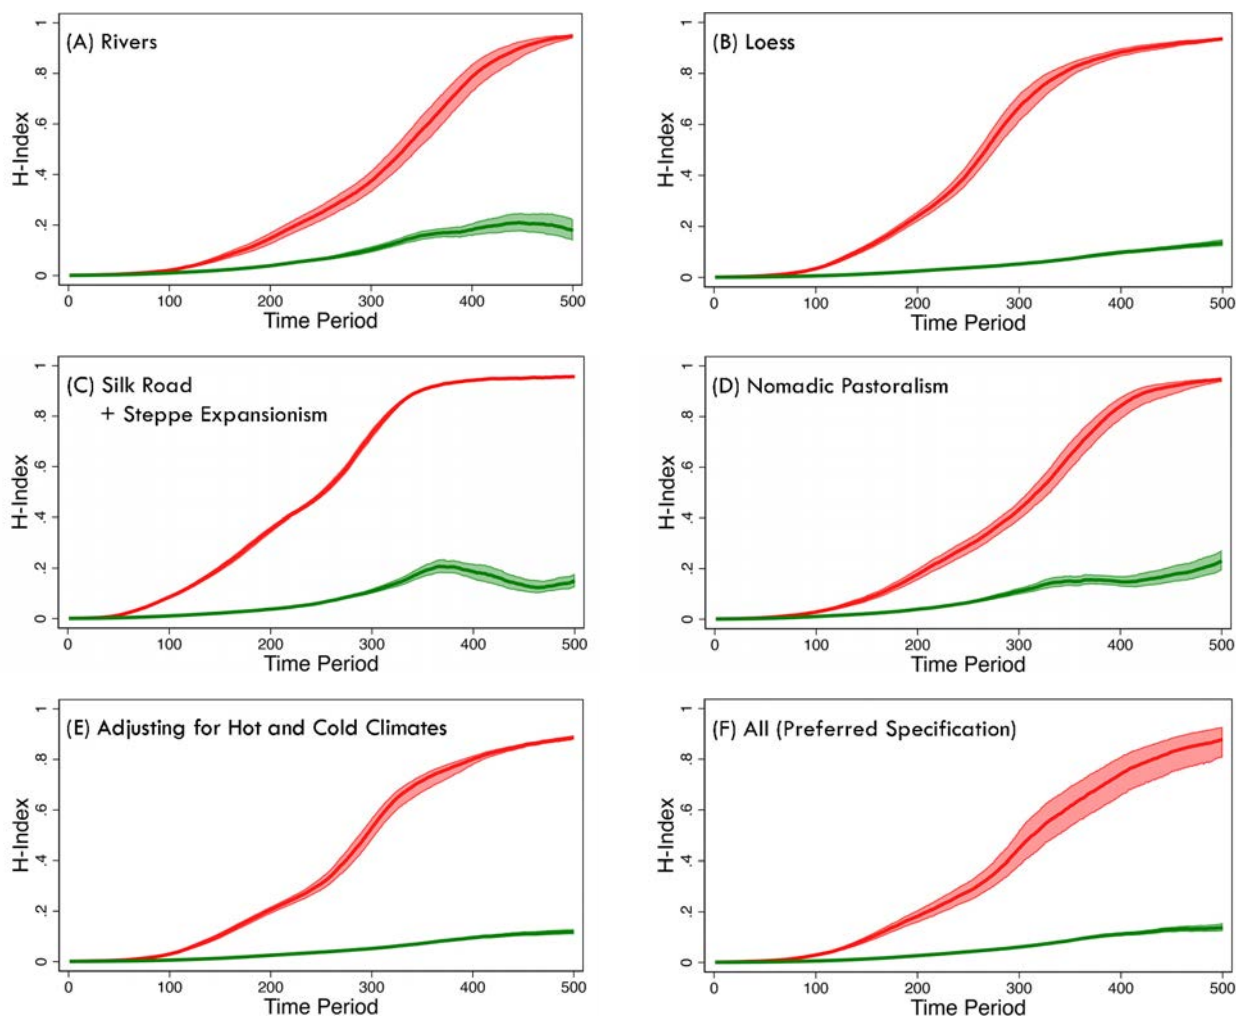 (A) Rivers
H-Index
1
.8
.6
.4
.2
0
0 100 200 300 400 500
Time Period
(B) Loess
H-Index
1
.8
.6
.4
.2
0
0 100 200 300 400 500
Time Period
(C) Silk Road
+ Steppe Expansionism
H-Index
1
.8
.6
.4
.2
0
0 100 200 300 400 500
Time Period
(D) Nomadic Pastoralism
H-Index
1
.8
.6
.4
.2
0
0 100 200 300 400 500
Time Period
(E) Adjusting for Hot and Cold Climates
H-Index
1
.8
.6
.4
.2
0
0 100 200 300 400 500
Time Period
(F) All (Preferred Specification)
H-Index
1
.8
.6
.4
.2
0
0 100 200 300 400 500
Time Period